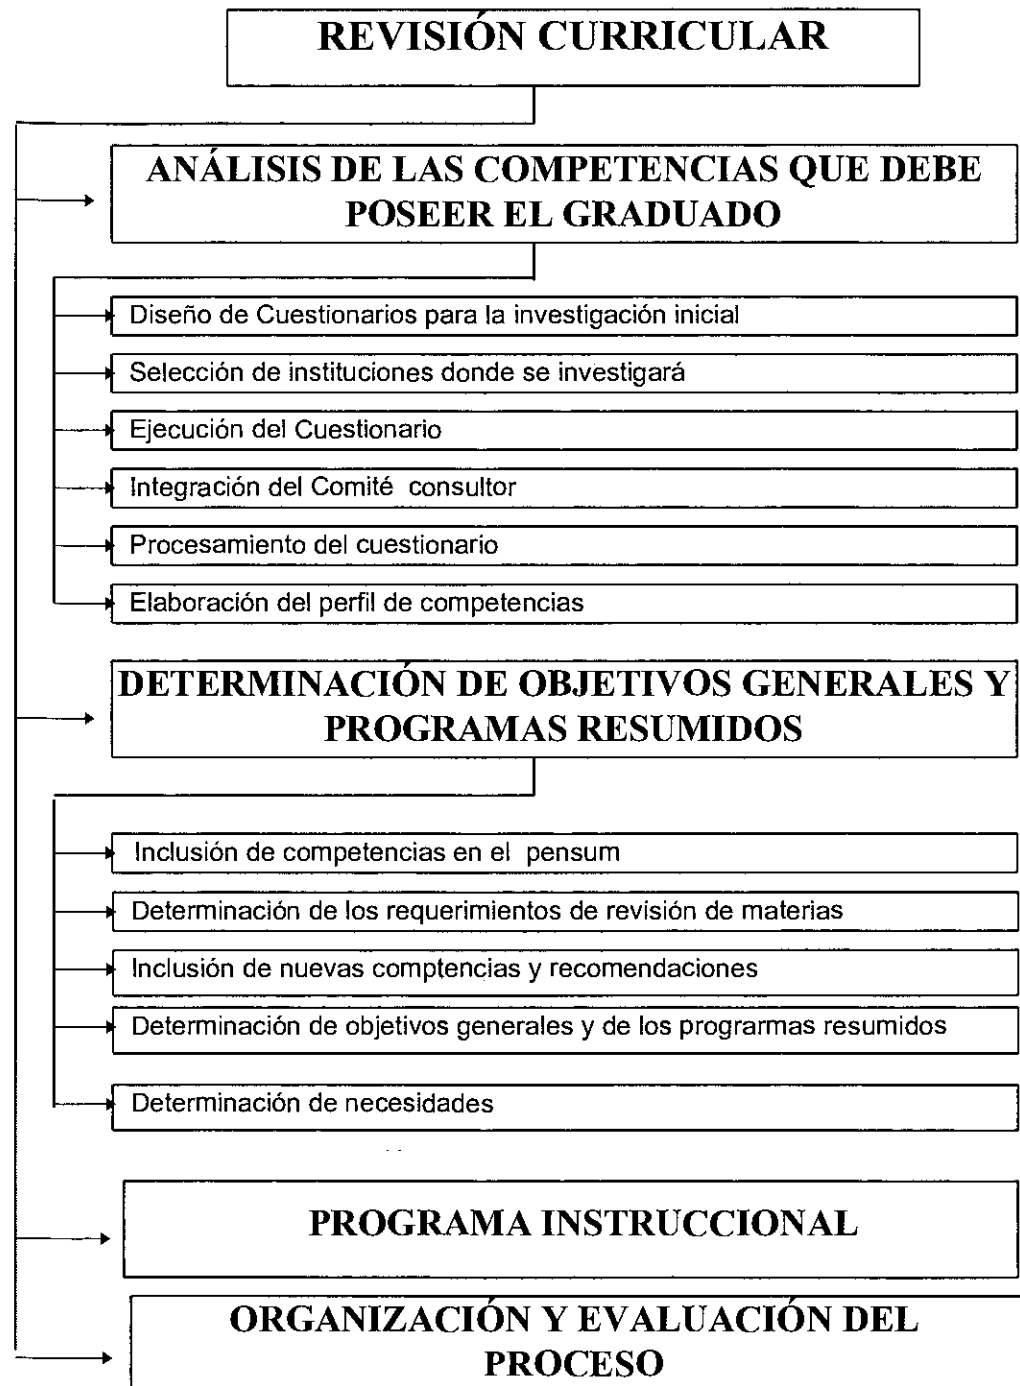 REVISIÓN CURRICULAR
ANÁLISIS DE LAS COMPETENCIAS QUE DEBE
POSEER EL GRADUADO
Diseño de Cuestionarios para la investigación inicial
Selección de instituciones donde se investigará
Ejecución del Cuestionario
Integración del Comité consultor
Procesamiento del cuestionario
Elaboración del perfil de competencias
DETERMINACIÓN DE OBJETIVOS GENERALES Y
PROGRAMAS RESUMIDOS
Inclusión de competencias en el pensum
Determinación de los requerimientos de revisión de materias
Inclusión de nuevas comptencias y recomendaciones
Determinación de objetivos generales y de los prograrmas resumidos
Determinación de necesidades
PROGRAMA INSTRUCCIONAL
ORGANIZACIÓN Y EVALUACIÓN DEL
PROCESO